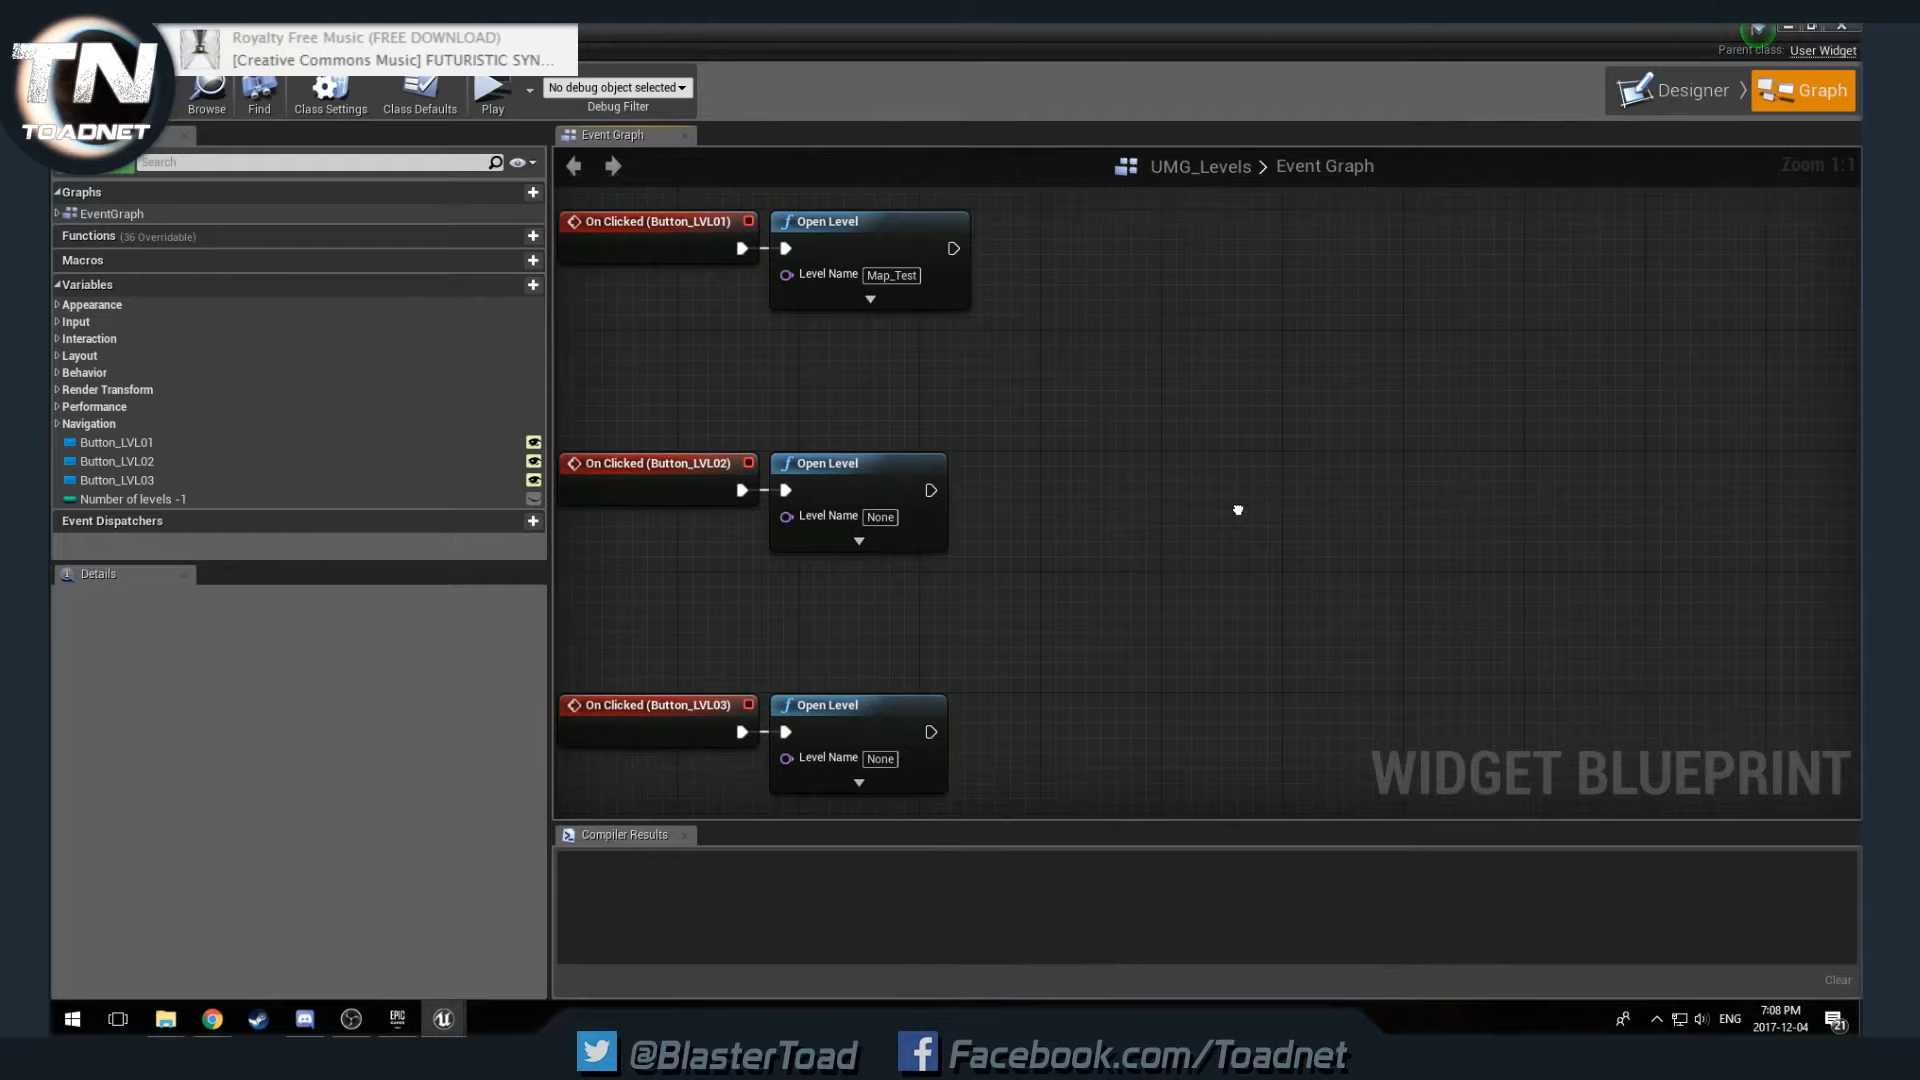 TN
TOADNET
Royalty Free Music (FREE DOWNLOAD)
[Creative Commons Music] FUTURISTIC SYN...
Parent class: User Widget
Browse
Find
Class Settings
Class Defaults
Play
No debug object selected
Debug Filter
Designer
Graph
Search
Graphs
EventGraph
Functions (36 Overridable)
Macros
Variables
Appearance
Input
Interaction
Layout
Behavior
Render Transform
Performance
Navigation
Button_LVL01
Button_LVL02
Button_LVL03
Number of levels -1
Event Dispatchers
Details
Event Graph
UMG_Levels > Event Graph
Zoom 1:1
On Clicked (Button_LVL01)
Open Level
Level Name Map_Test
On Clicked (Button_LVL02)
Open Level
Level Name None
On Clicked (Button_LVL03)
Open Level
Level Name None
WIDGET BLUEPRINT
Compiler Results
Clear
EPIC GAMES
ENG
7:08 PM
2017-12-04
21
@BlasterToad
Facebook.com/Toadnet